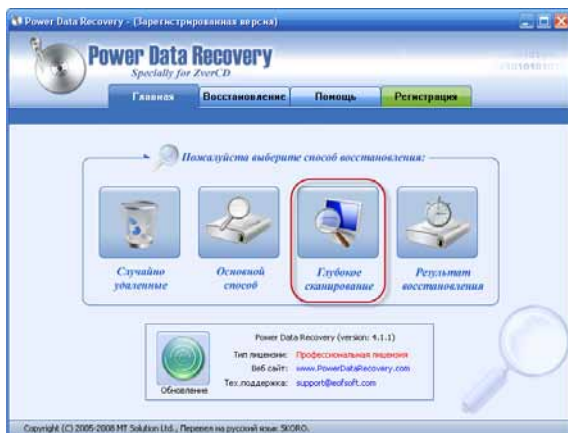 Power Data Recovery - (Зарегистрированная версия)
Power Data Recovery
Specially for ZverCD
Главная Восстановление Помощь Регистрация
Пожалуйста выберите способ восстановления:
Случайно удаленные
Основной способ
Глубокое сканирование
Результат восстановления
Power Data Recovery (version: 4.1.1)
Тип лицензии: Профессиональная лицензия
Веб сайт: www.PowerDataRecovery.com
Тех.поддержка: support@eofsoft.com
Обновление
Copyright (C) 2005-2008 MT Solution Ltd., Перевел на русский язык SKORO.